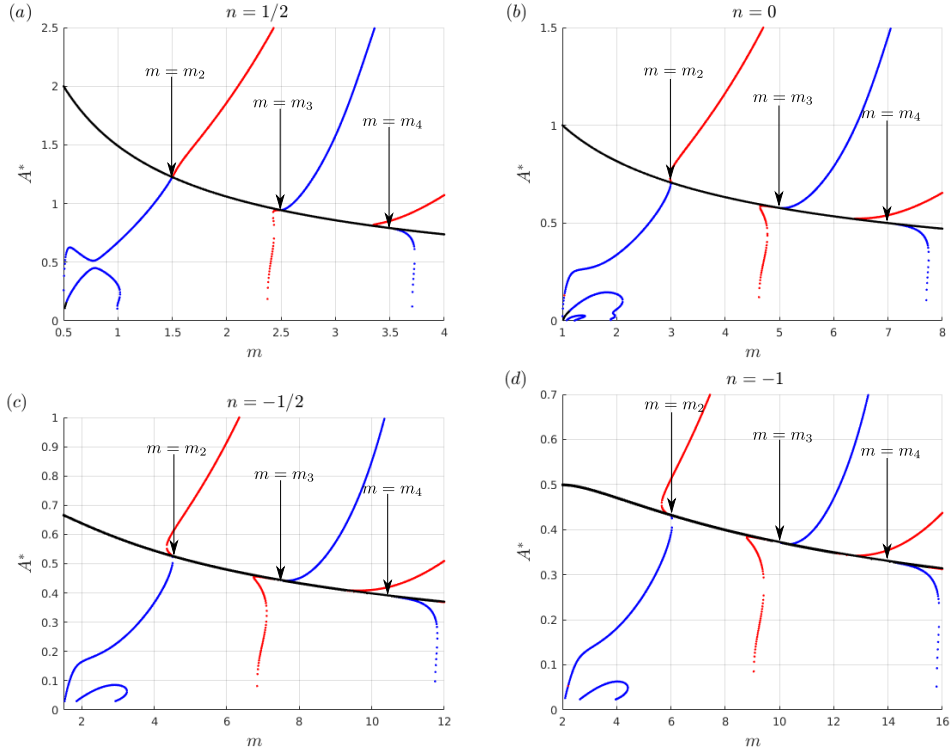 (a) n = 1/2
2.5
2
1.5
1
0.5
0
A*
m = m₂
m = m₃
m = m₄
0.5 1 1.5 2 2.5 3 3.5 4
m
(b) n = 0
1.5
1
0.5
0
A*
m = m₂
m = m₃
m = m₄
1 2 3 4 5 6 7 8
m
(c) n = −1/2
1
0.9
0.8
0.7
0.6
0.5
0.4
0.3
0.2
0.1
0
A*
m = m₂
m = m₃
m = m₄
2 4 6 8 10 12
m
(d) n = −1
0.7
0.6
0.5
0.4
0.3
0.2
0.1
0
A*
m = m₂
m = m₃
m = m₄
2 4 6 8 10 12 14 16
m